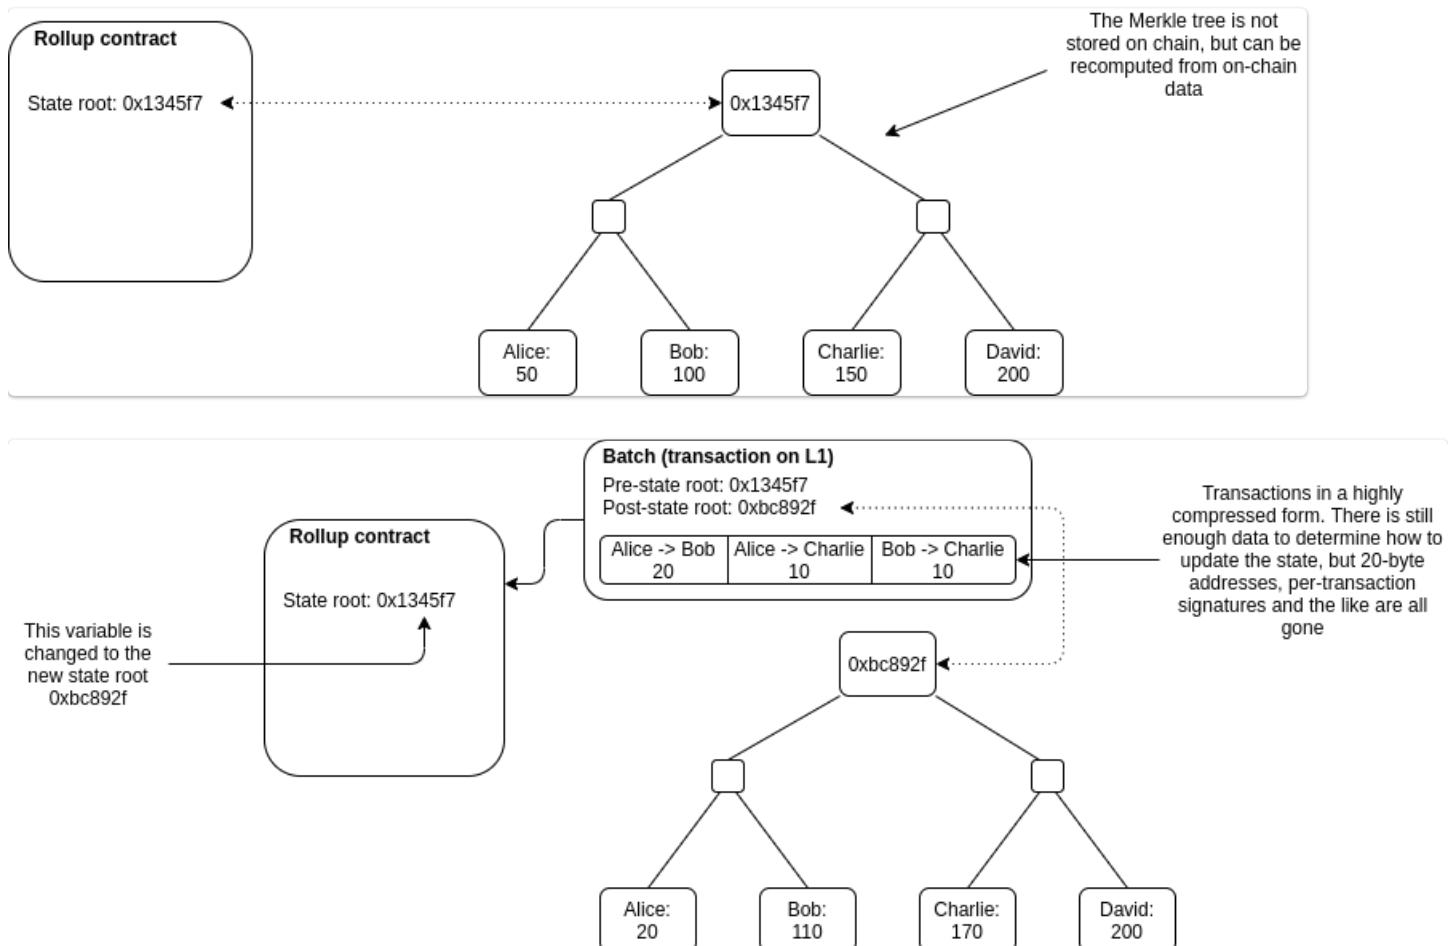 Rollup contract
State root: 0x1345f7
0x1345f7
The Merkle tree is not
stored on chain, but can be
recomputed from on-chain
data
Alice:
50
Bob:
100
Charlie:
150
David:
200
Batch (transaction on L1)
Pre-state root: 0x1345f7
Post-state root: 0xbc892f
Alice -> Bob
20
Alice -> Charlie
10
Bob -> Charlie
10
Transactions in a highly
compressed form. There is still
enough data to determine how to
update the state, but 20-byte
addresses, per-transaction
signatures and the like are all
gone
Rollup contract
State root: 0x1345f7
This variable is
changed to the
new state root
0xbc892f
0xbc892f
Alice:
20
Bob:
110
Charlie:
170
David:
200